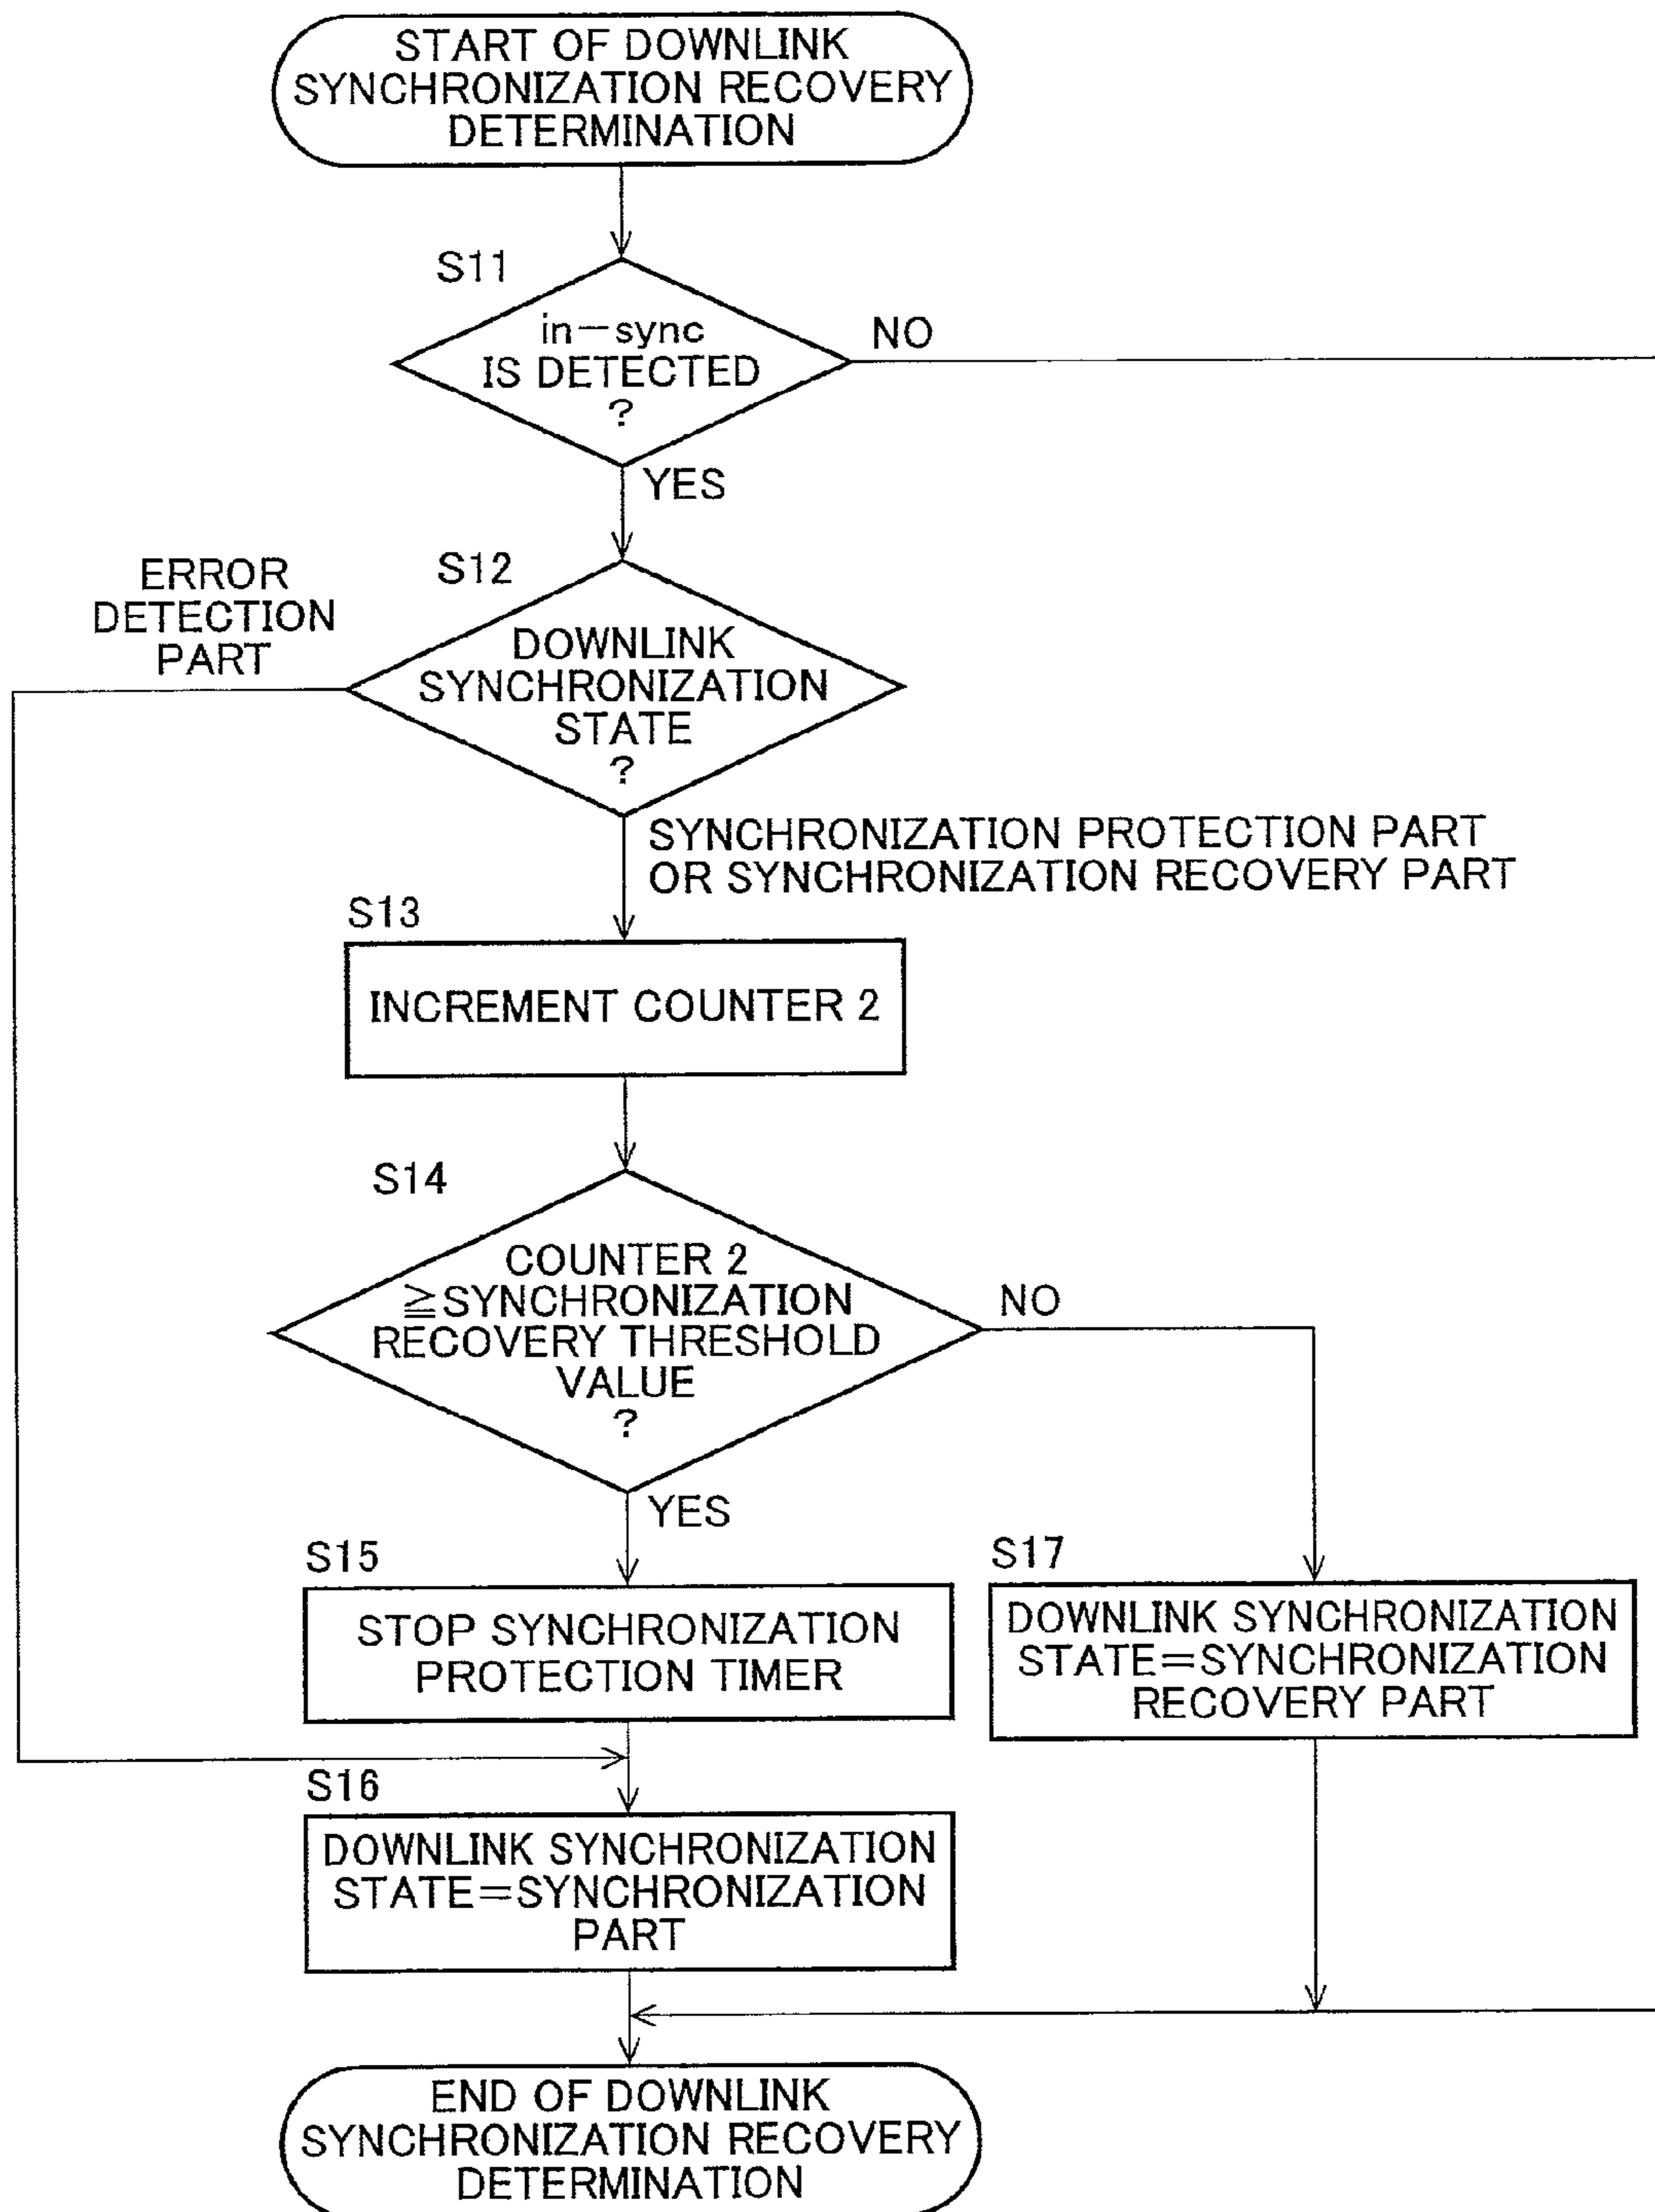 START OF DOWNLINK
SYNCHRONIZATION RECOVERY
DETERMINATION
S11
in-sync
IS DETECTED
?
NO
YES
S12
ERROR
DETECTION
PART
DOWNLINK
SYNCHRONIZATION
STATE
?
SYNCHRONIZATION PROTECTION PART
OR SYNCHRONIZATION RECOVERY PART
S13
INCREMENT COUNTER 2
S14
COUNTER 2
≧SYNCHRONIZATION
RECOVERY THRESHOLD
VALUE
?
NO
YES
S15
STOP SYNCHRONIZATION
PROTECTION TIMER
S17
DOWNLINK SYNCHRONIZATION
STATE=SYNCHRONIZATION
RECOVERY PART
S16
DOWNLINK SYNCHRONIZATION
STATE=SYNCHRONIZATION
PART
END OF DOWNLINK
SYNCHRONIZATION RECOVERY
DETERMINATION